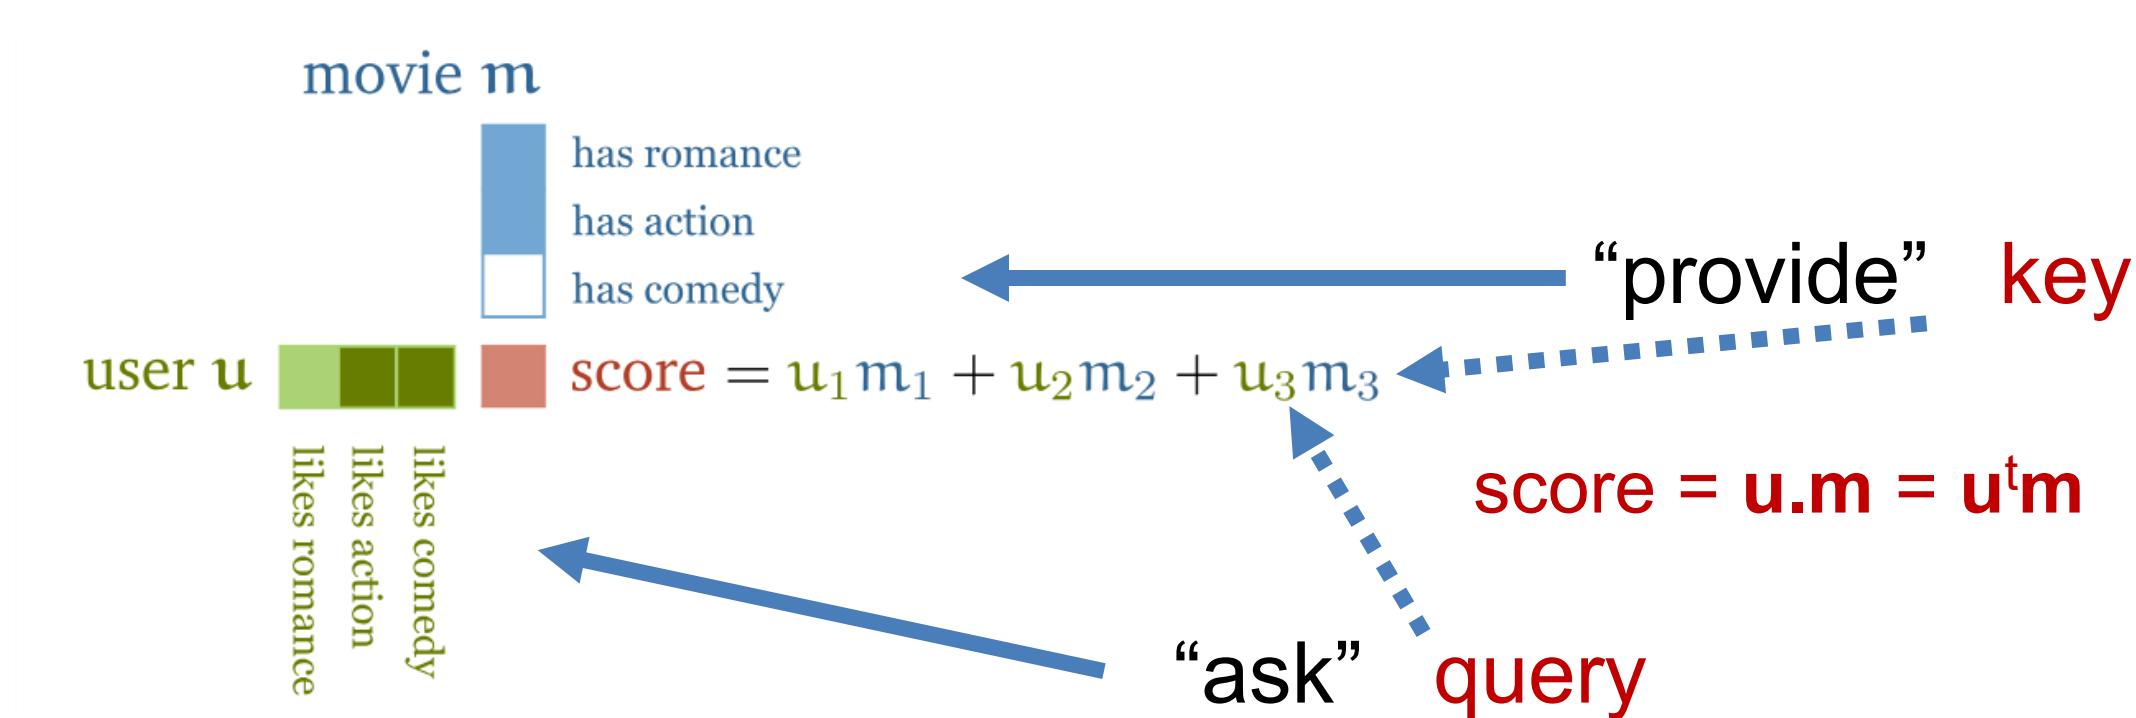 movie m
has romance
has action
has comedy
“provide” key
user u
score = u₁m₁ + u₂m₂ + u₃m₃
score = u.m = uᵗm
likes romance
likes action
likes comedy
“ask” query